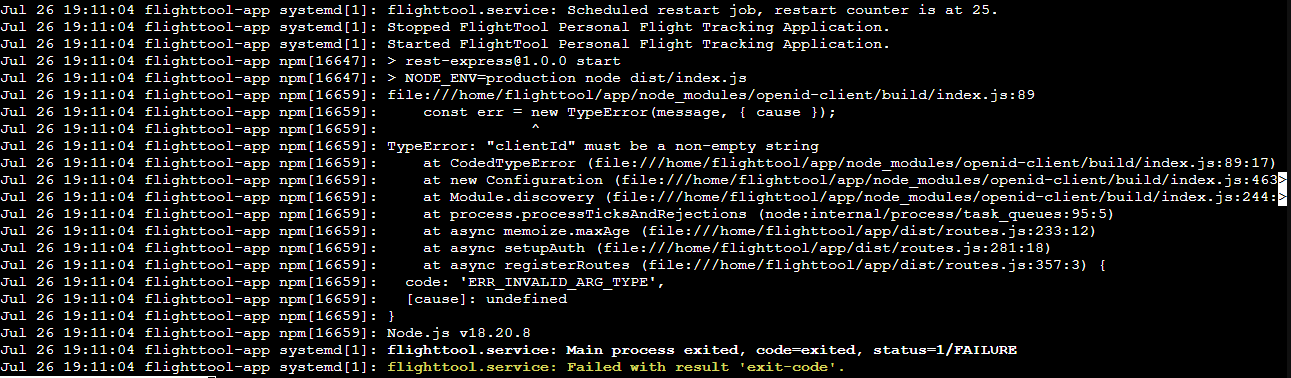 Jul 26 19:11:04 flighttool-app systemd[1]: flighttool.service: Scheduled restart job, restart counter is at 25.
Jul 26 19:11:04 flighttool-app systemd[1]: Stopped FlightTool Personal Flight Tracking Application.
Jul 26 19:11:04 flighttool-app systemd[1]: Started FlightTool Personal Flight Tracking Application.
Jul 26 19:11:04 flighttool-app npm[16647]: > rest-express@1.0.0 start
Jul 26 19:11:04 flighttool-app npm[16647]: > NODE_ENV=production node dist/index.js
Jul 26 19:11:04 flighttool-app npm[16659]: file:///home/flighttool/app/node_modules/openid-client/build/index.js:89
Jul 26 19:11:04 flighttool-app npm[16659]:     const err = new TypeError(message, { cause });
Jul 26 19:11:04 flighttool-app npm[16659]:                 ^
Jul 26 19:11:04 flighttool-app npm[16659]: TypeError: "clientId" must be a non-empty string
Jul 26 19:11:04 flighttool-app npm[16659]:     at CodedTypeError (file:///home/flighttool/app/node_modules/openid-client/build/index.js:89:17)
Jul 26 19:11:04 flighttool-app npm[16659]:     at new Configuration (file:///home/flighttool/app/node_modules/openid-client/build/index.js:463>
Jul 26 19:11:04 flighttool-app npm[16659]:     at Module.discovery (file:///home/flighttool/app/node_modules/openid-client/build/index.js:244:>
Jul 26 19:11:04 flighttool-app npm[16659]:     at process.processTicksAndRejections (node:internal/process/task_queues:95:5)
Jul 26 19:11:04 flighttool-app npm[16659]:     at async memoize.maxAge (file:///home/flighttool/app/dist/routes.js:233:12)
Jul 26 19:11:04 flighttool-app npm[16659]:     at async setupAuth (file:///home/flighttool/app/dist/routes.js:281:18)
Jul 26 19:11:04 flighttool-app npm[16659]:     at async registerRoutes (file:///home/flighttool/app/dist/routes.js:357:3) {
Jul 26 19:11:04 flighttool-app npm[16659]:   code: 'ERR_INVALID_ARG_TYPE',
Jul 26 19:11:04 flighttool-app npm[16659]:   [cause]: undefined
Jul 26 19:11:04 flighttool-app npm[16659]: }
Jul 26 19:11:04 flighttool-app npm[16659]: Node.js v18.20.8
Jul 26 19:11:04 flighttool-app systemd[1]: flighttool.service: Main process exited, code=exited, status=1/FAILURE
Jul 26 19:11:04 flighttool-app systemd[1]: flighttool.service: Failed with result 'exit-code'.